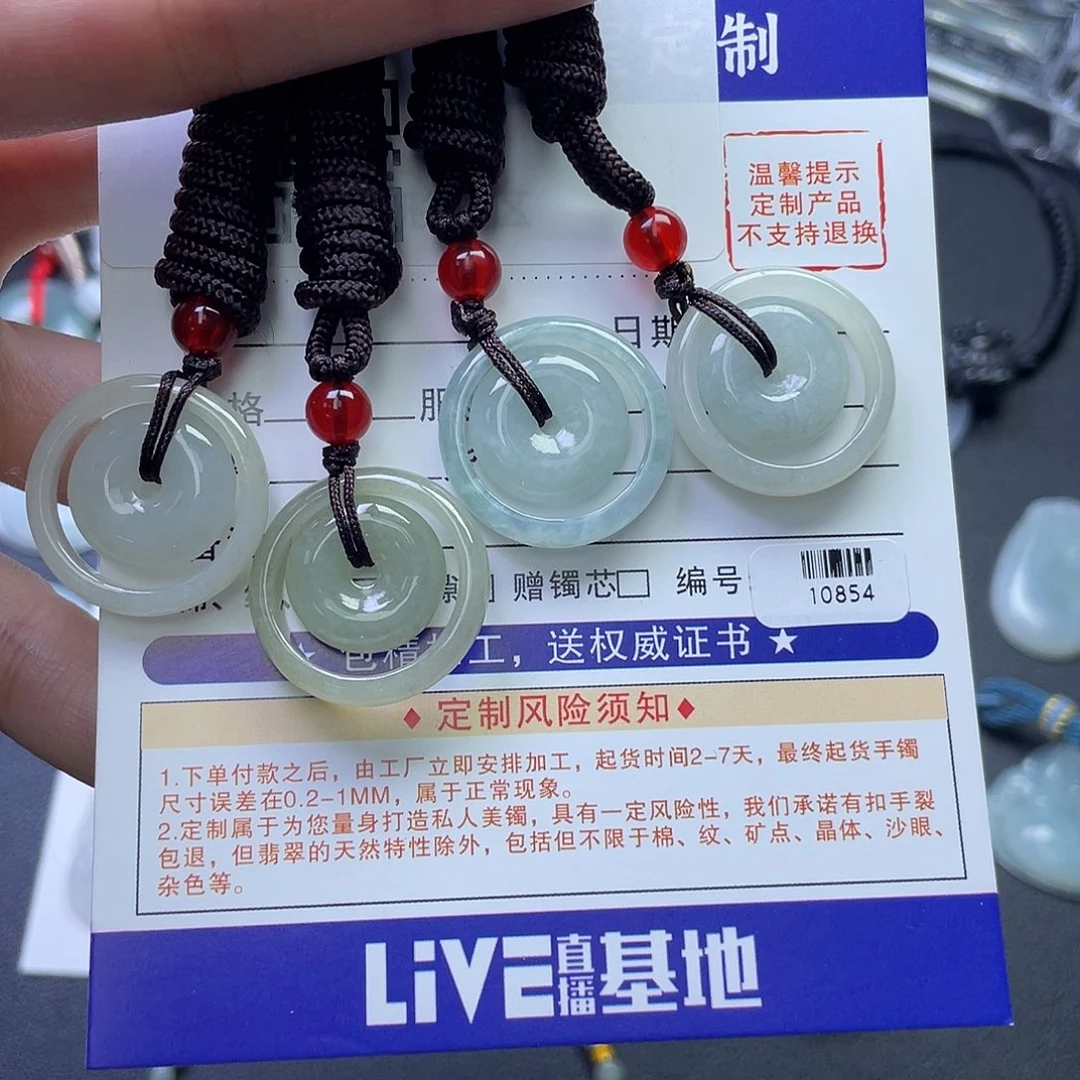 定制
温馨提示
定制产品
不支持退换
日期
格 服
赠镯芯□ 编号
10854
工，送权威证书 ★
♦ 定制风险须知 ♦
1.下单付款之后，由工厂立即安排加工，起货时间2-7天，最终起货手镯
尺寸误差在0.2-1MM，属于正常现象。
2.定制属于为您量身打造私人美镯，具有一定风险性，我们承诺有扣手裂
包退，但翡翠的天然特性除外，包括但不限于棉、纹、矿点、晶体、沙眼、
杂色等。
LiVE直播基地